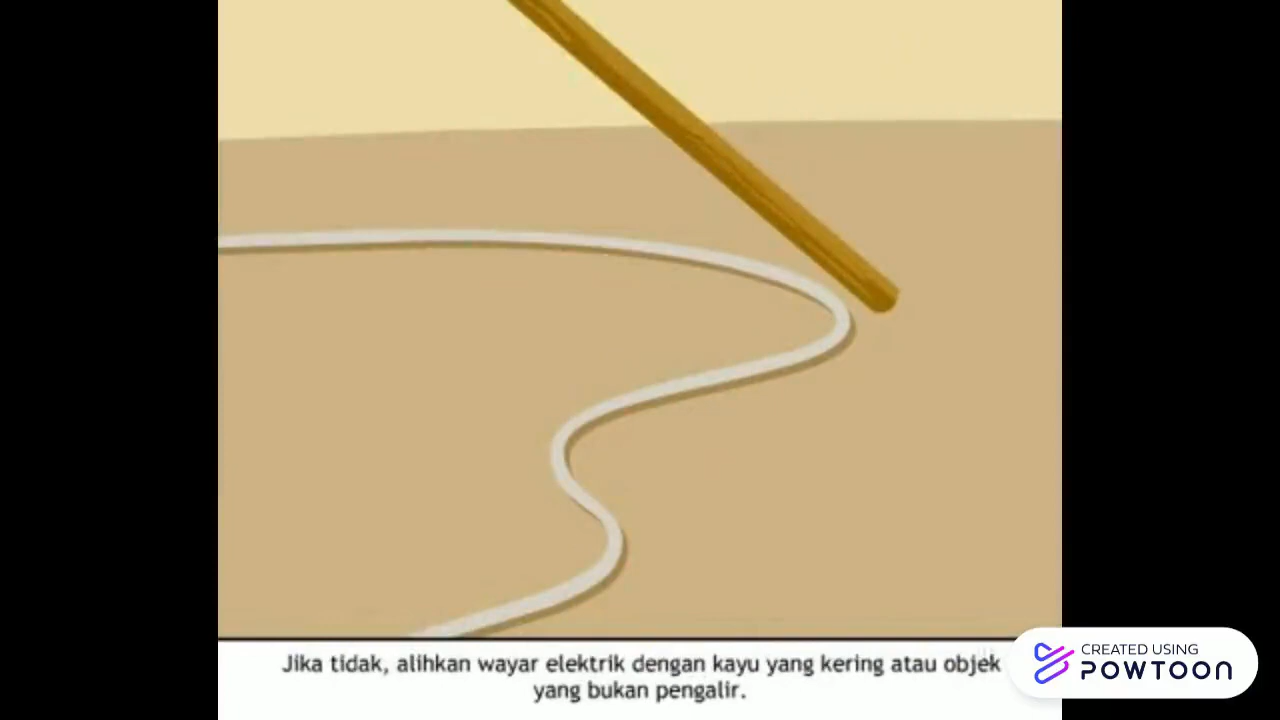 Jika tidak, alihkan wayar elektrik dengan kayu yang kering atau objek
yang bukan pengalir.
CREATED USING
POWTOON